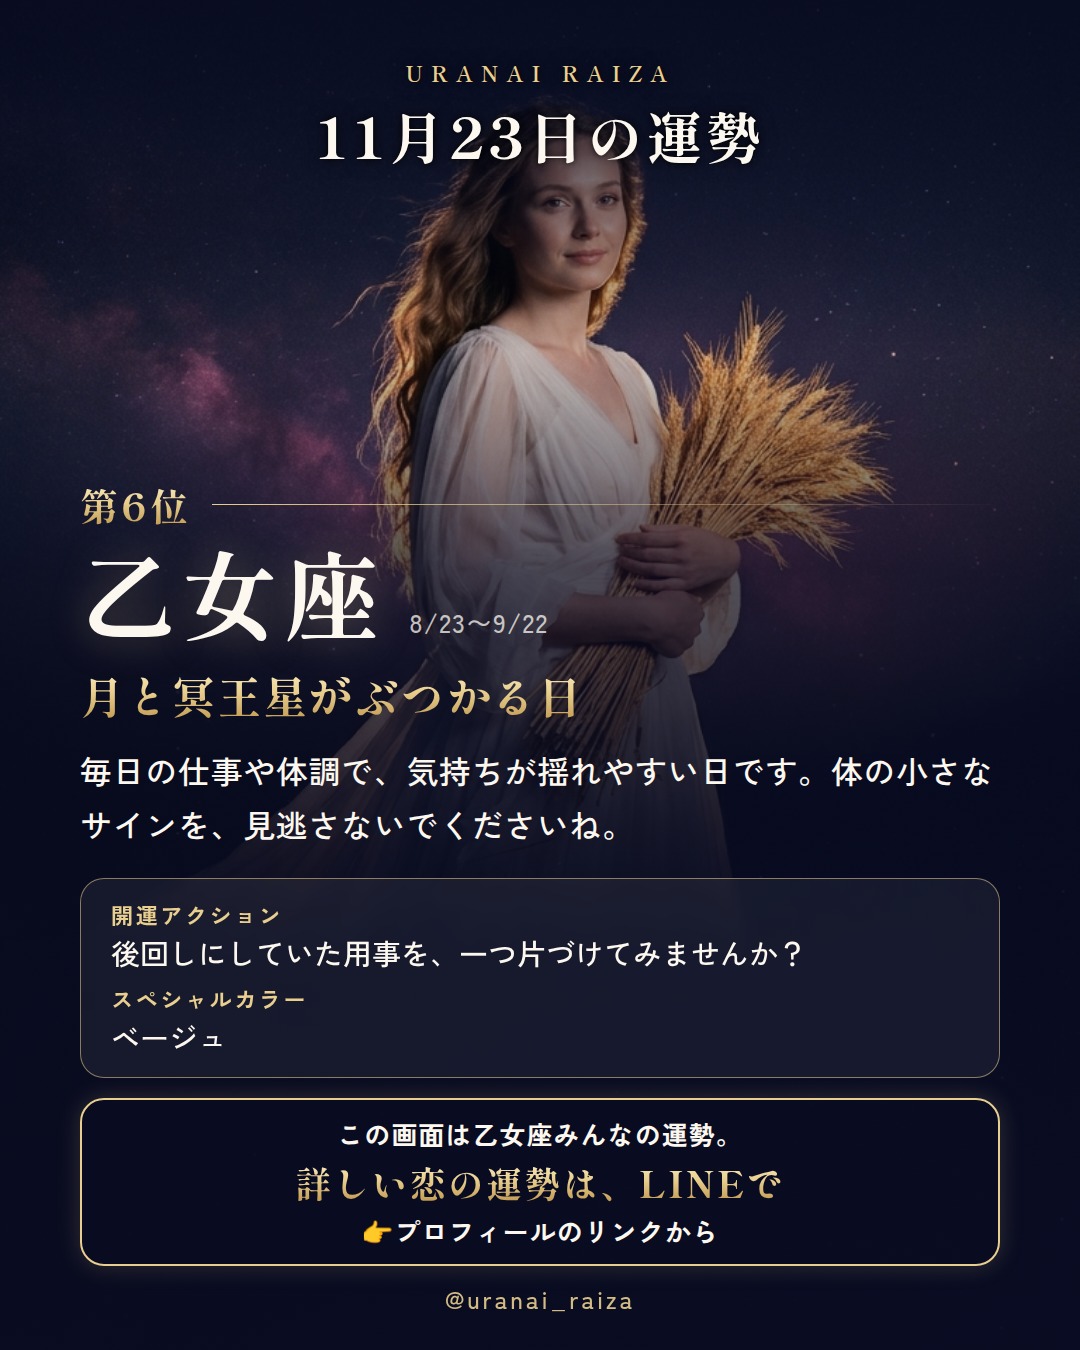 URANAI RAIZA
11月23日の運勢
第6位
乙女座 8/23〜9/22
月と冥王星がぶつかる日
毎日の仕事や体調で、気持ちが揺れやすい日です。体の小さな
サインを、見逃さないでくださいね。
開運アクション
後回しにしていた用事を、一つ片づけてみませんか？
スペシャルカラー
ベージュ
この画面は乙女座みんなの運勢。
詳しい恋の運勢は、LINEで
👉プロフィールのリンクから
@uranai_raiza